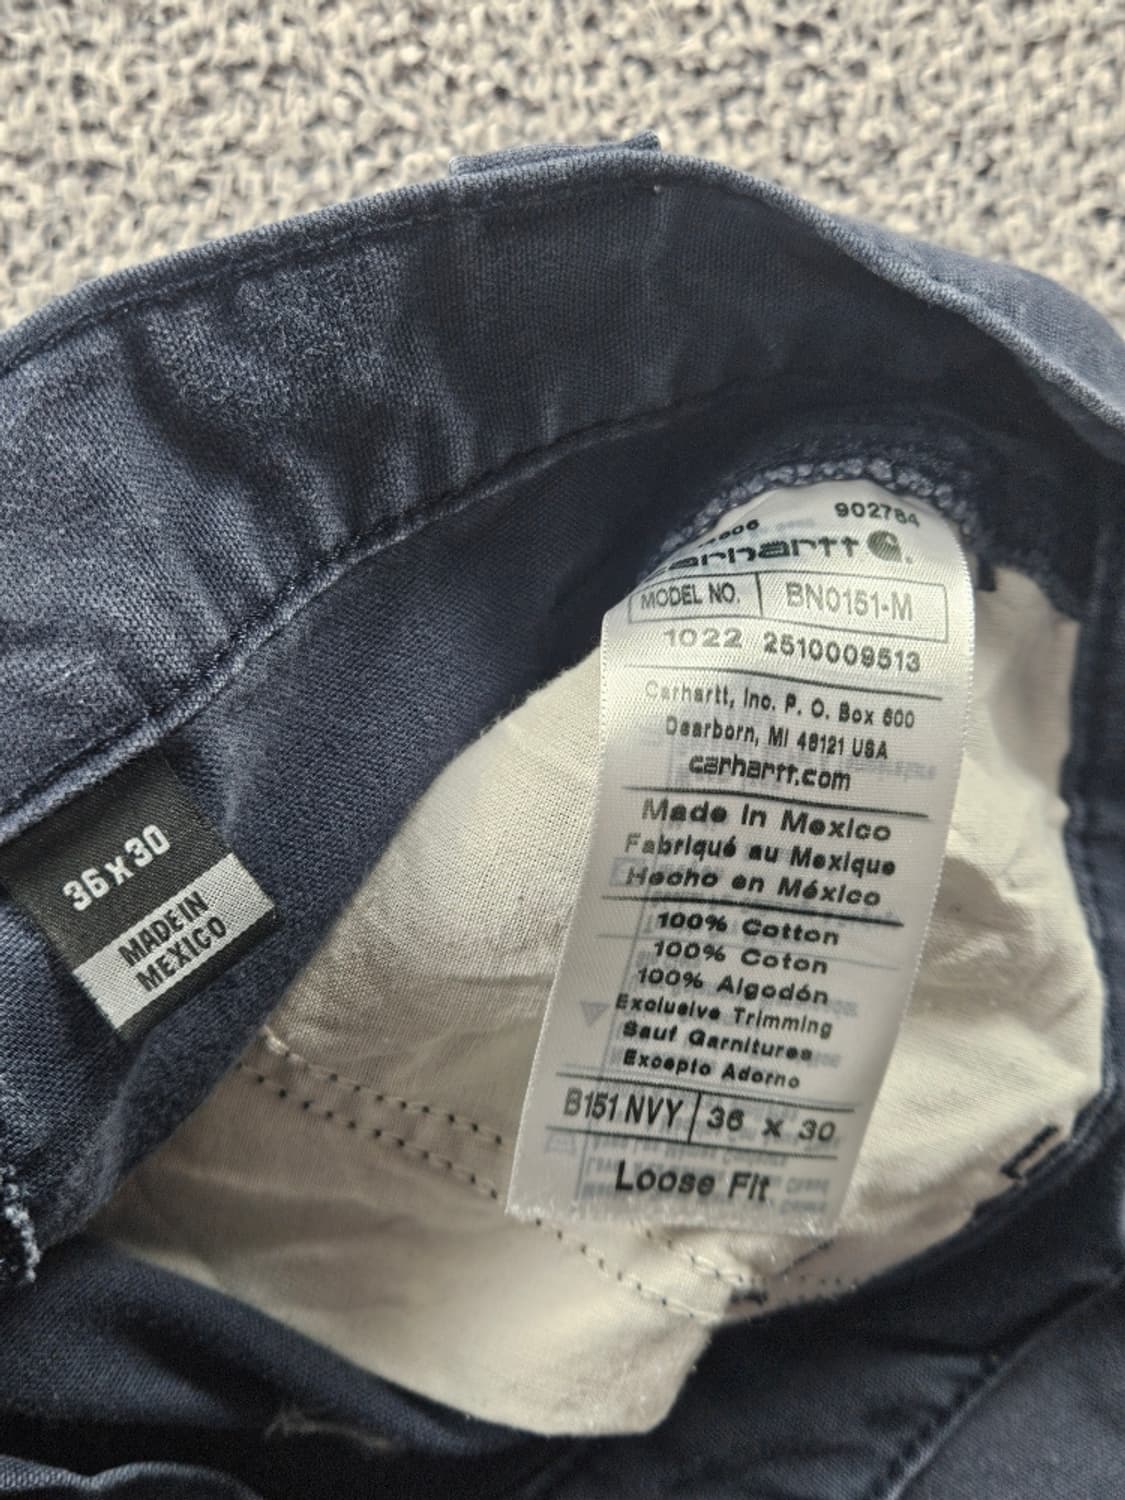 36 x 30
MADE IN
MEXICO
902784
carhartt
MODEL NO. BN0151-M
1022 2510009513
Carhartt, Inc. P. O. Box 600
Dearborn, MI 48121 USA
carhartt.com
Made In Mexico
Fabriqué au Mexique
Hecho en México
100% Cotton
100% Coton
100% Algodón
Exclusive Trimming
Sauf Garnitures
Excepto Adorno
B151 NVY 36 x 30
Loose Fit